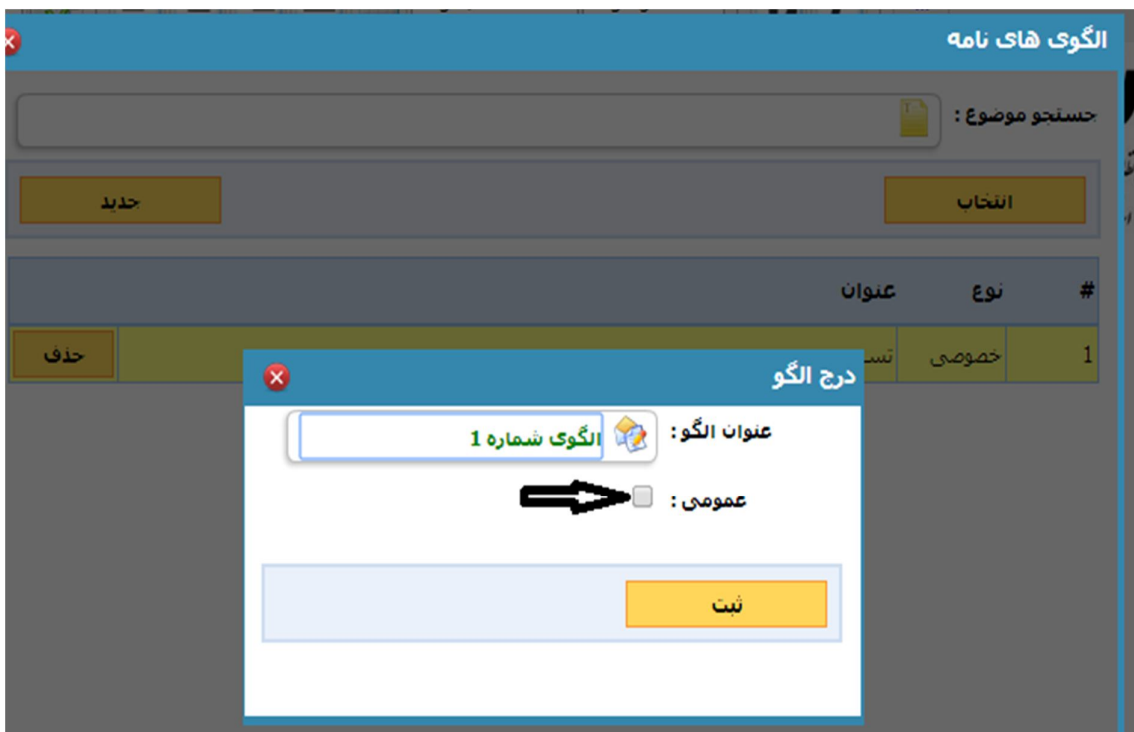 الگوی های نامه
جستجو موضوع :
انتخاب
جدید
# نوع عنوان
1 خصوصی حذف
درج الگو
عنوان الگو : الگوی شماره 1
عمومی :
ثبت